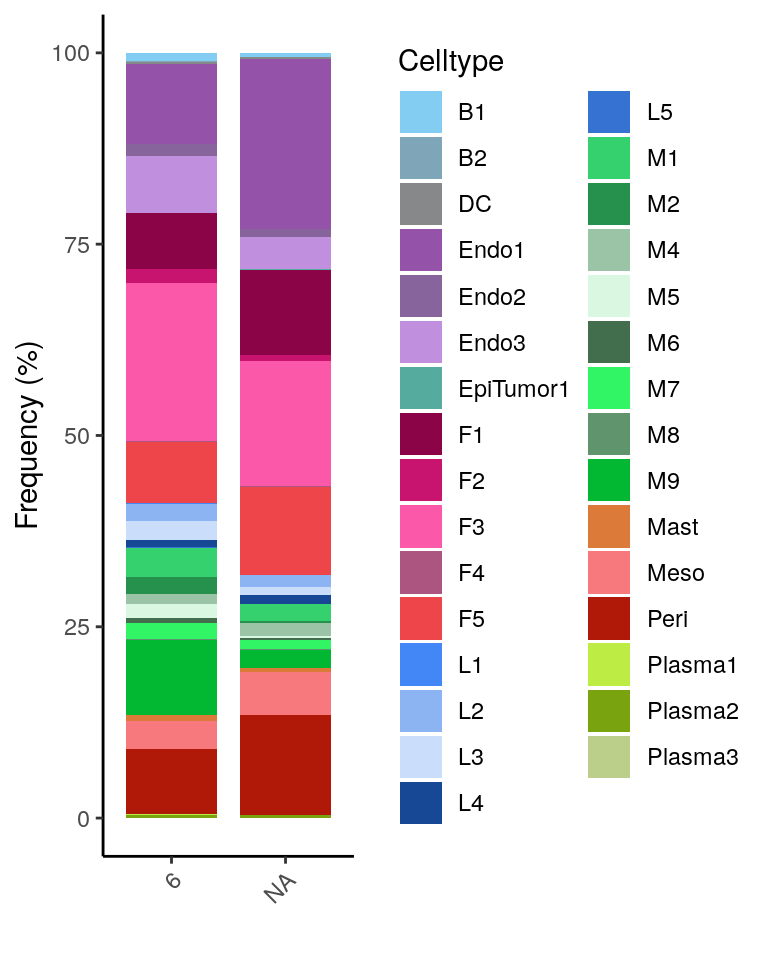 Frequency (%)
100
75
50
25
0
6
NA
Celltype
B1
B2
DC
Endo1
Endo2
Endo3
EpiTumor1
F1
F2
F3
F4
F5
L1
L2
L3
L4
L5
M1
M2
M4
M5
M6
M7
M8
M9
Mast
Meso
Peri
Plasma1
Plasma2
Plasma3